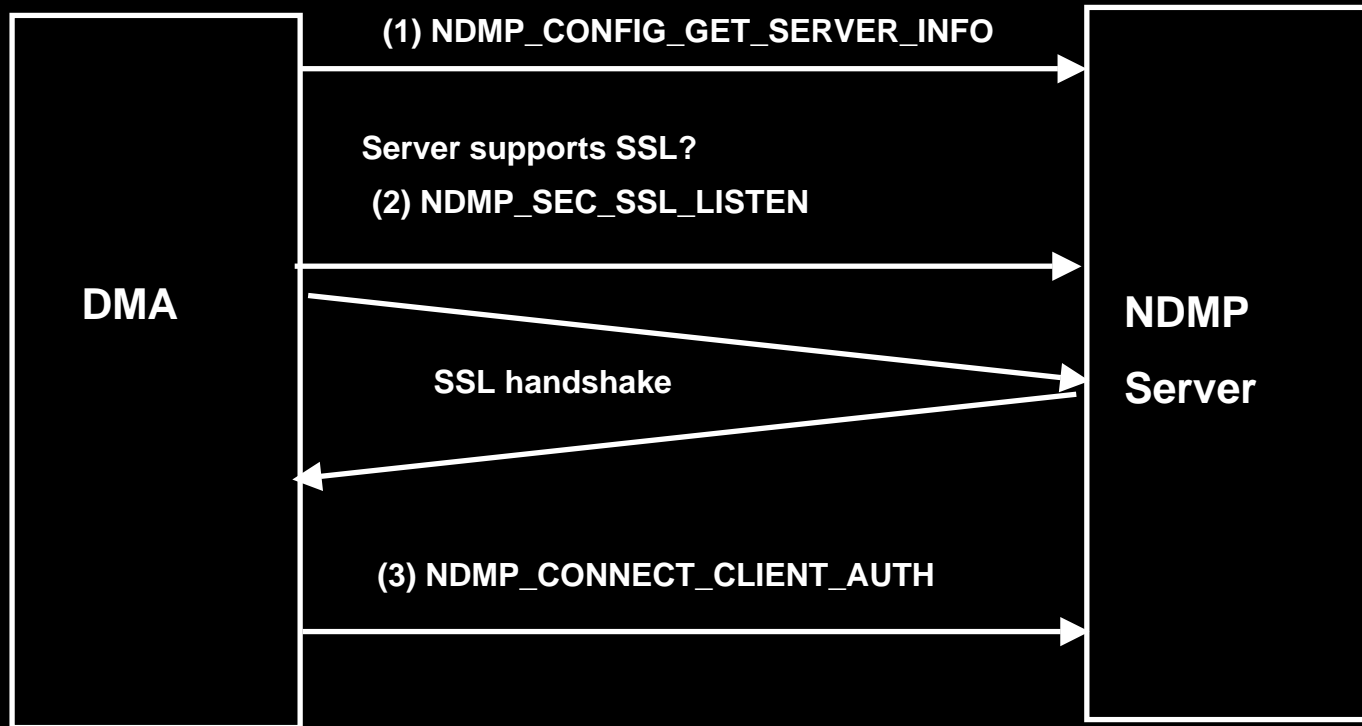 (1) NDMP_CONFIG_GET_SERVER_INFO
Server supports SSL?
(2) NDMP_SEC_SSL_LISTEN
DMA
NDMP
Server
SSL handshake
(3) NDMP_CONNECT_CLIENT_AUTH